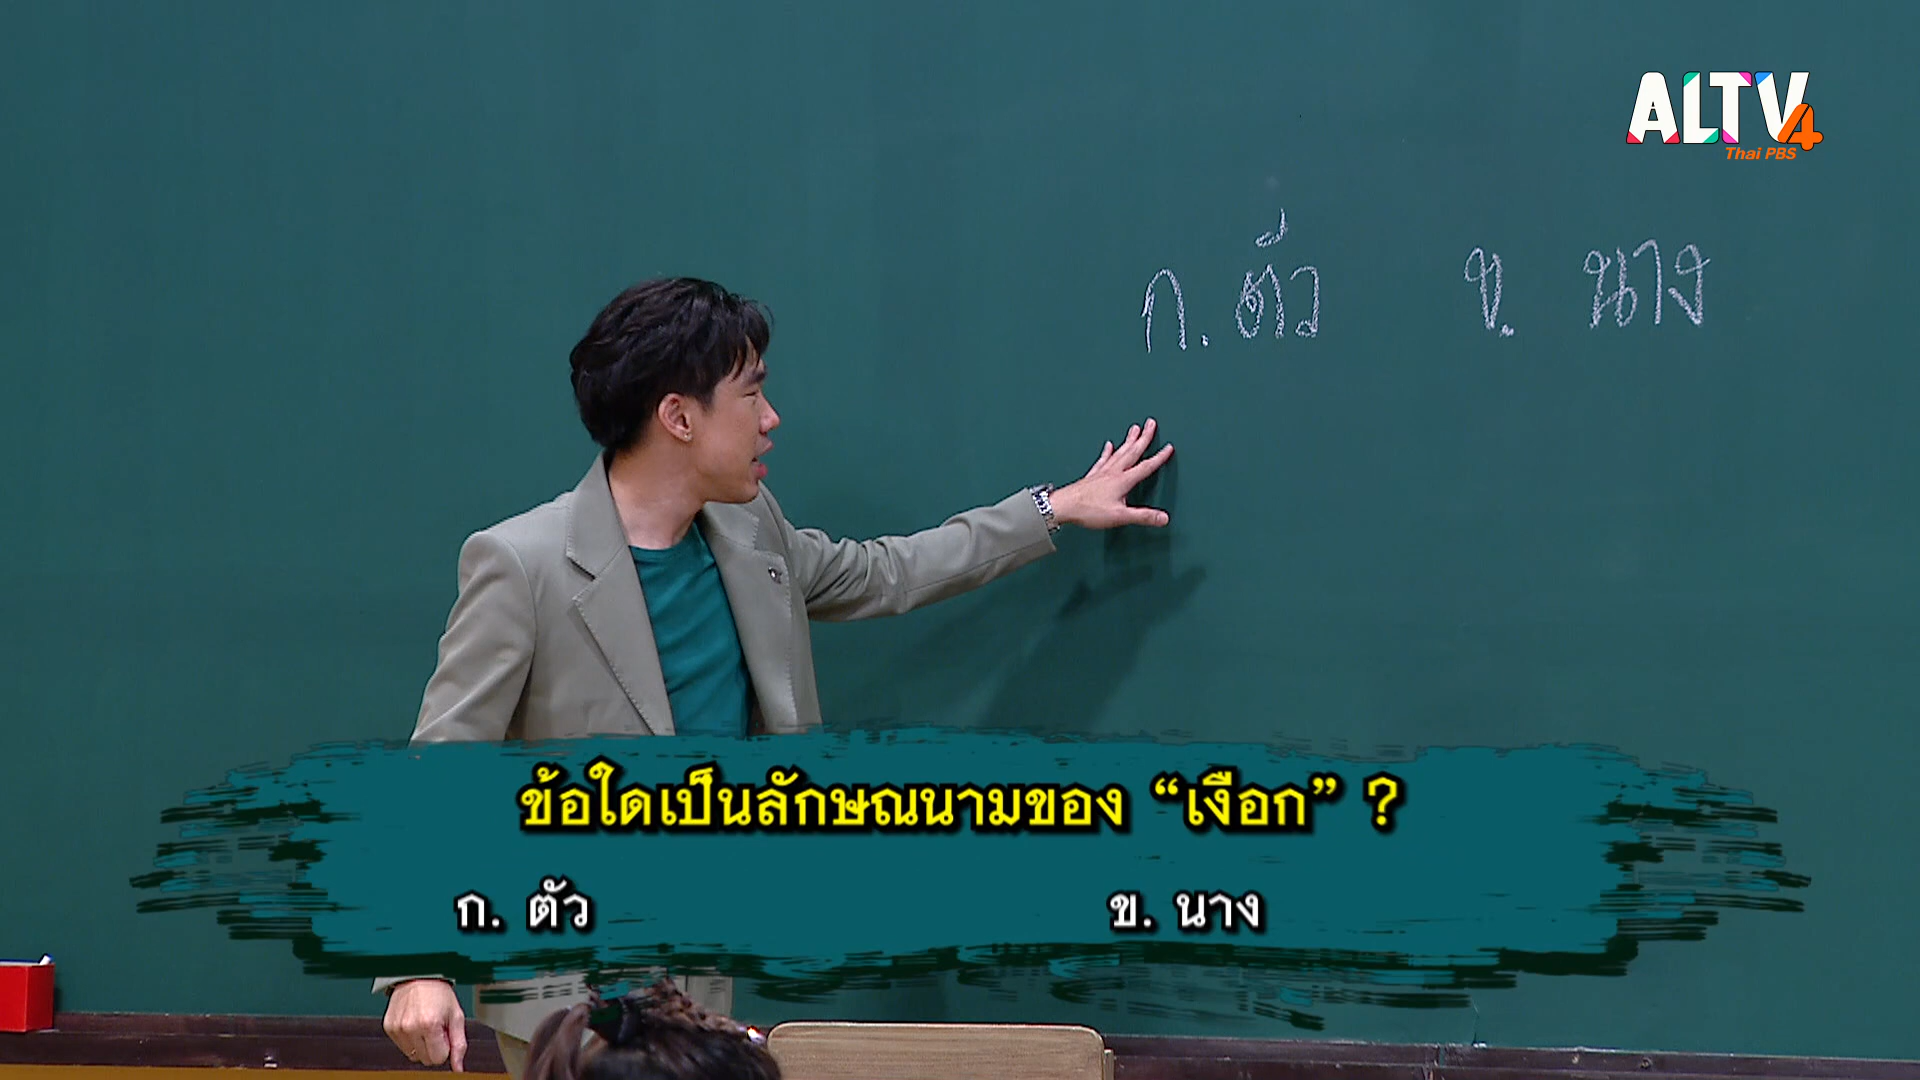 ALTV4
Thai PBS
ก. ตัว ข. นาง
ข้อใดเป็นลักษณนามของ “เงือก” ?
ก. ตัว ข. นาง